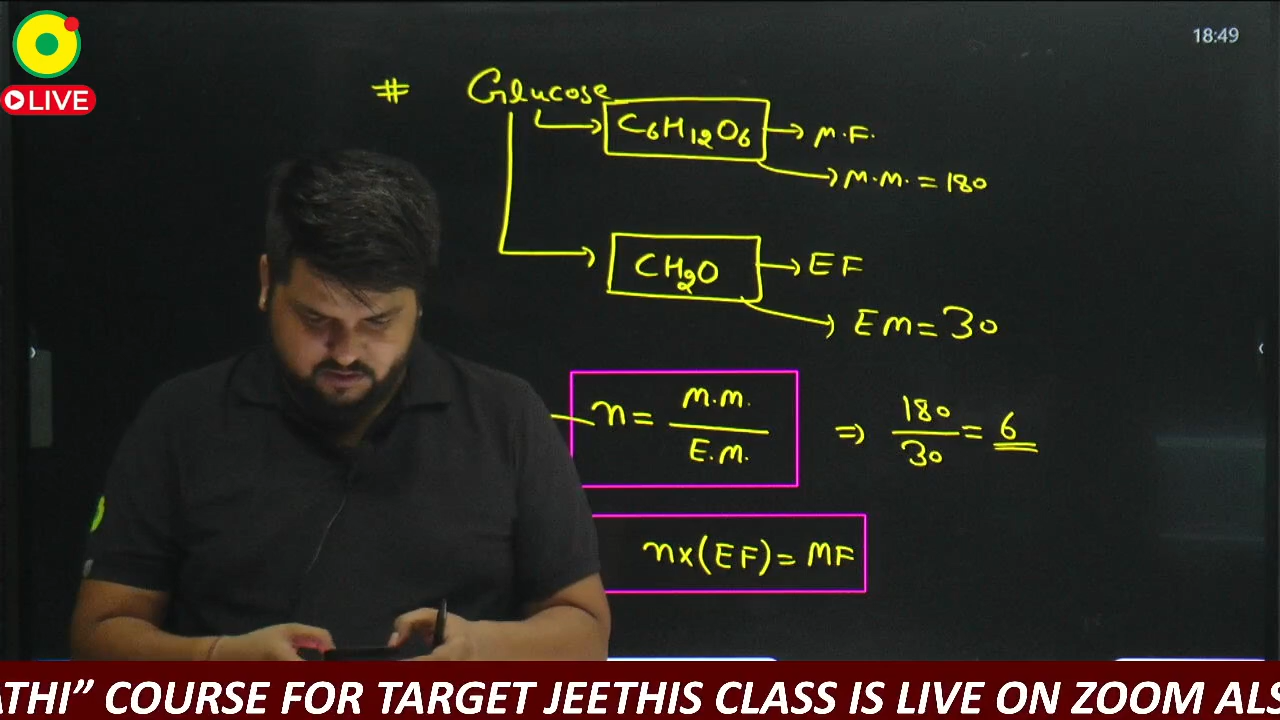 18:49
LIVE
# Glucose
C6H12O6 → M.F.
→ M.M. = 180
CH2O → EF
→ EM = 30
n = M.M. / E.M. ⇒ 180 / 30 = 6
n×(EF) = MF
ATHI” COURSE FOR TARGET JEETHIS CLASS IS LIVE ON ZOOM ALS